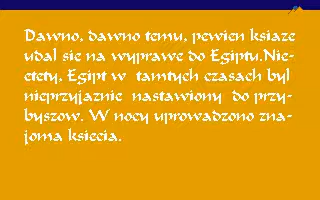 Dawno, dawno temu, pewien ksiaze
udal sie na wyprawe do Egiptu.Nie-
ctety, Egipt w tamtych czasach byl
nieprzyjaznie nastawiony do przy-
byszow. W nocy uprowadzono zna-
joma ksiecia.